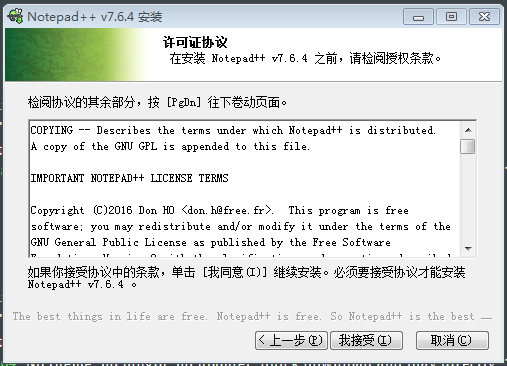 Notepad++ v7.6.4 安装
许可证协议
在安装 Notepad++ v7.6.4 之前，请检阅授权条款。
检阅协议的其余部分，按 [PgDn] 往下卷动页面。
COPYING -- Describes the terms under which Notepad++ is distributed.
A copy of the GNU GPL is appended to this file.
IMPORTANT NOTEPAD++ LICENSE TERMS
Copyright (C)2016 Don HO <don.h@free.fr>.  This program is free
software; you may redistribute and/or modify it under the terms of the
GNU General Public License as published by the Free Software
如果你接受协议中的条款，单击 [我同意(I)] 继续安装。必须要接受协议才能安装
Notepad++ v7.6.4 。
The best things in life are free. Notepad++ is free. So Notepad++ is the best
< 上一步(P)
我接受(I)
取消(C)